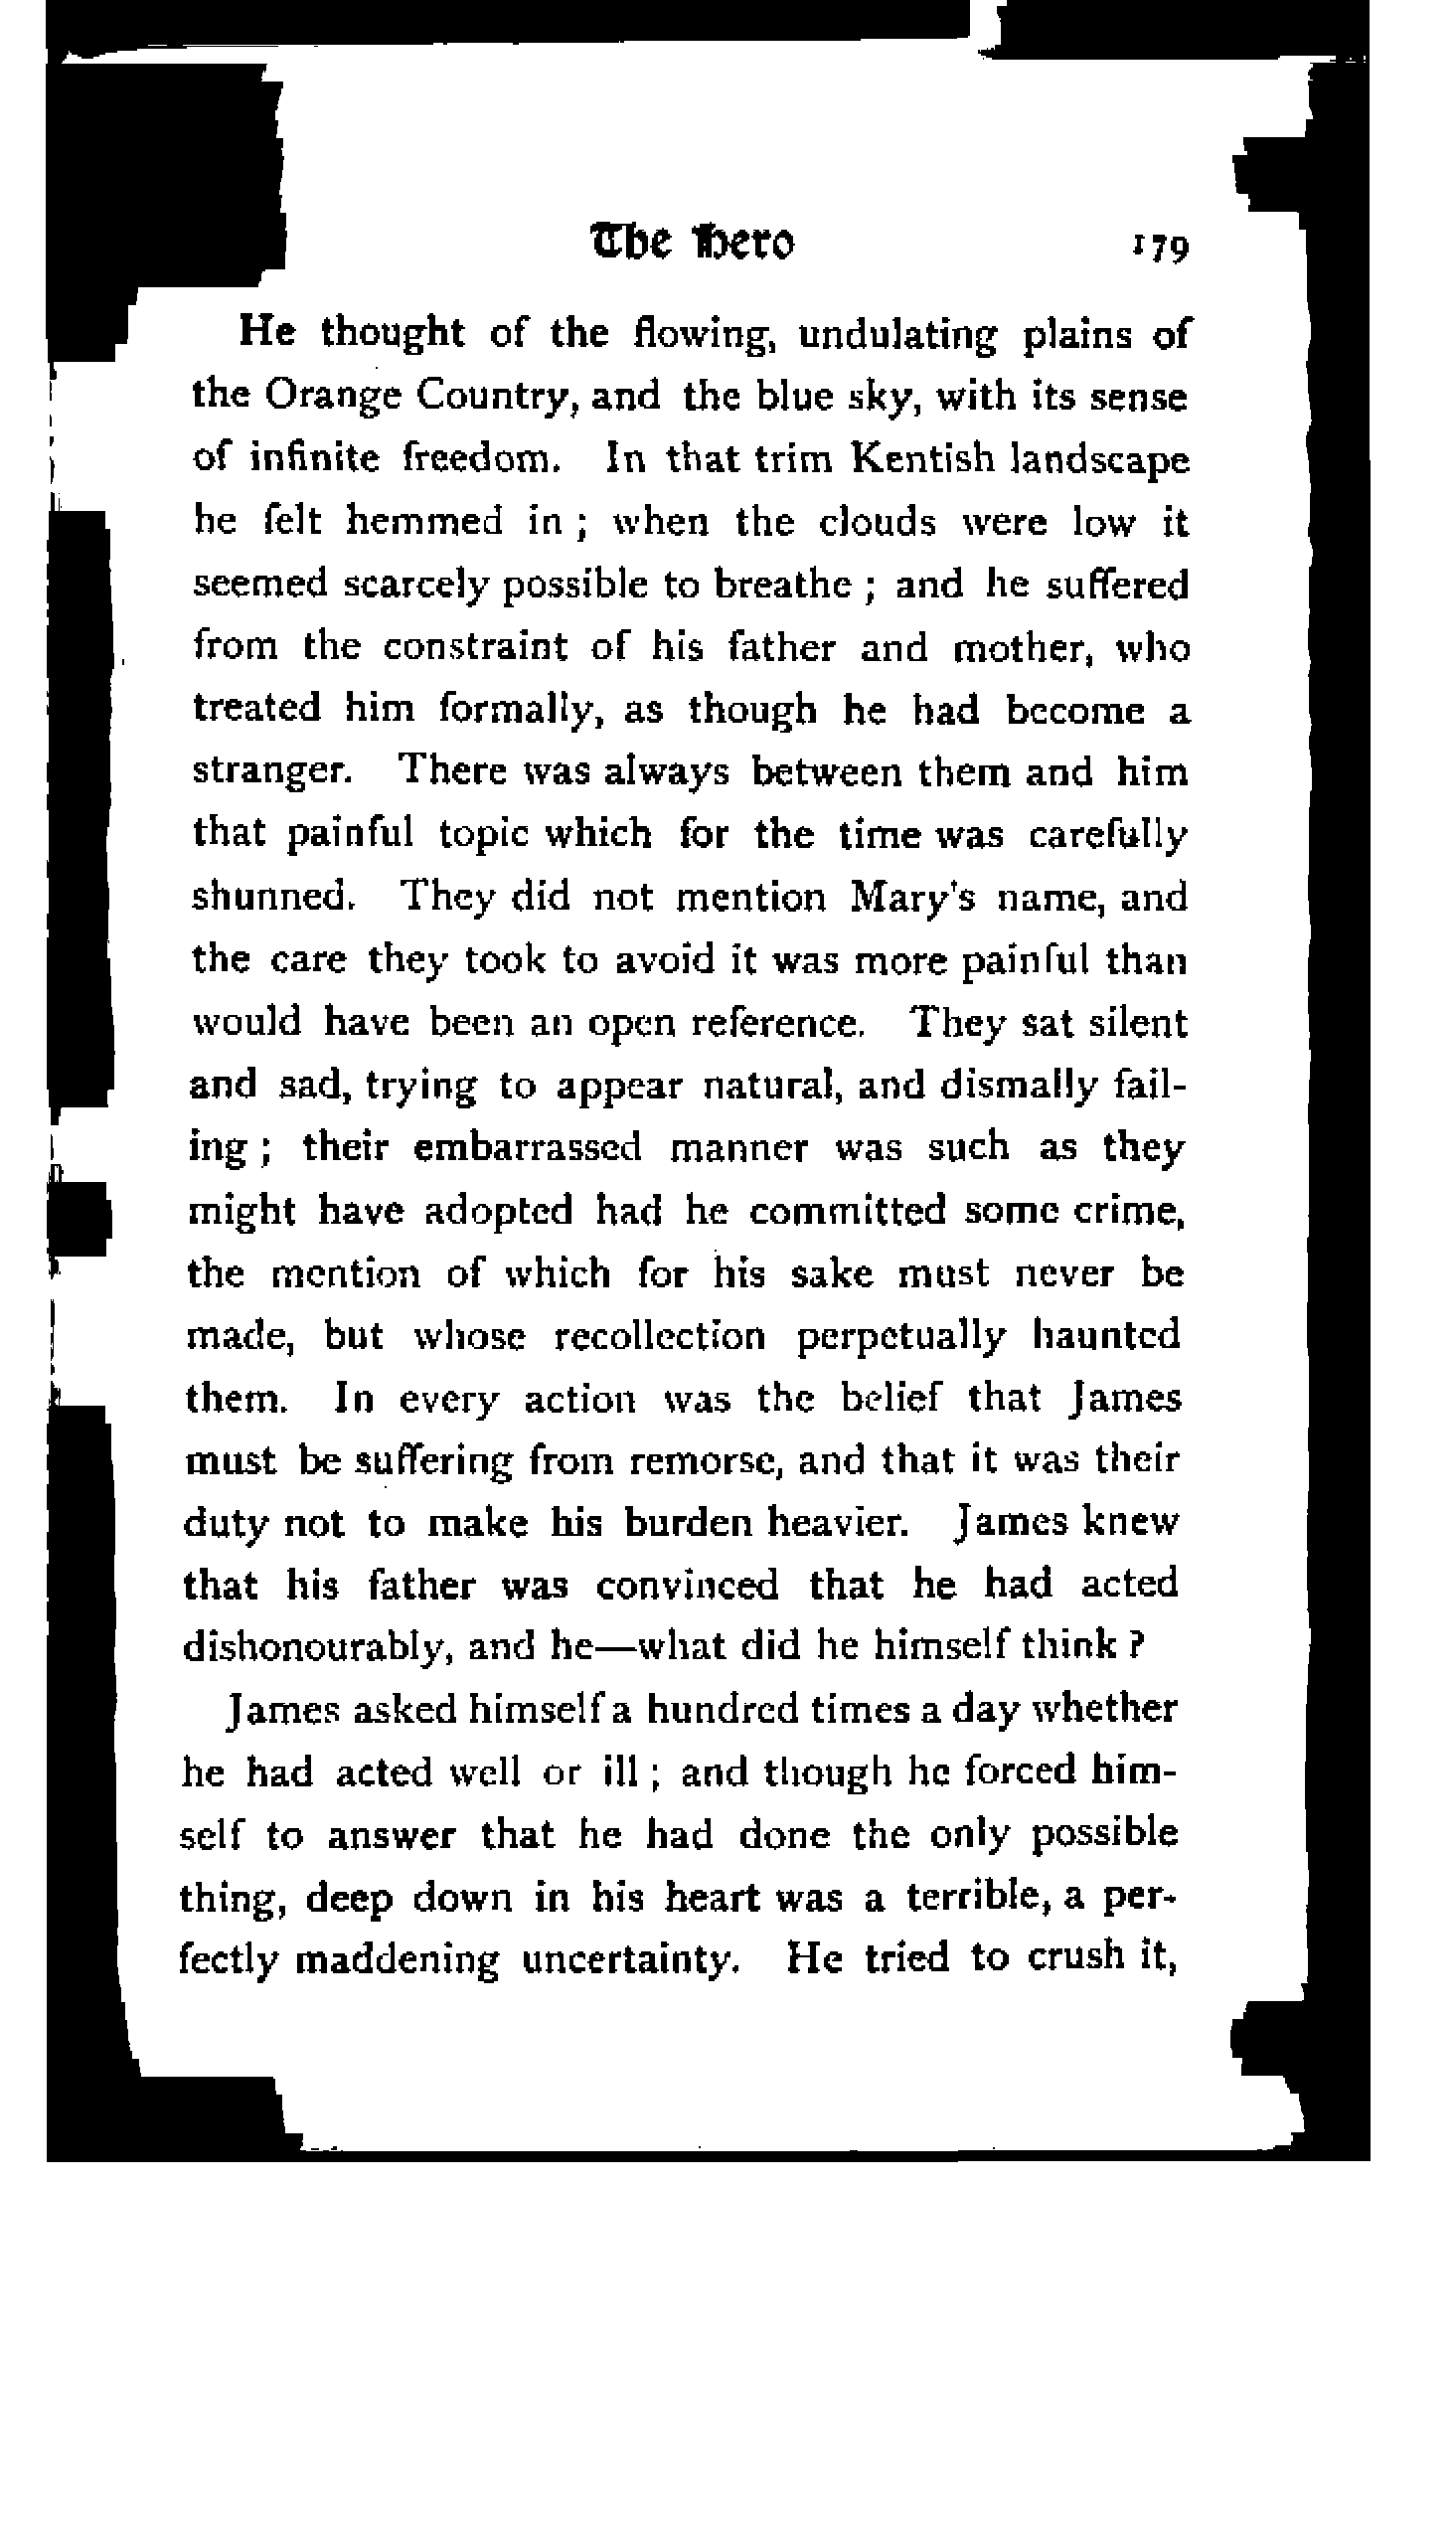 The Hero 179
He thought of the flowing, undulating plains of
the Orange Country, and the blue sky, with its sense
of infinite freedom. In that trim Kentish landscape
he felt hemmed in ; when the clouds were low it
seemed scarcely possible to breathe ; and he suffered
from the constraint of his father and mother, who
treated him formally, as though he had become a
stranger. There was always between them and him
that painful topic which for the time was carefully
shunned. They did not mention Mary's name, and
the care they took to avoid it was more painful than
would have been an open reference. They sat silent
and sad, trying to appear natural, and dismally fail-
ing ; their embarrassed manner was such as they
might have adopted had he committed some crime,
the mention of which for his sake must never be
made, but whose recollection perpetually haunted
them. In every action was the belief that James
must be suffering from remorse, and that it was their
duty not to make his burden heavier. James knew
that his father was convinced that he had acted
dishonourably, and he—what did he himself think ?
James asked himself a hundred times a day whether
he had acted well or ill ; and though he forced him-
self to answer that he had done the only possible
thing, deep down in his heart was a terrible, a per-
fectly maddening uncertainty. He tried to crush it,